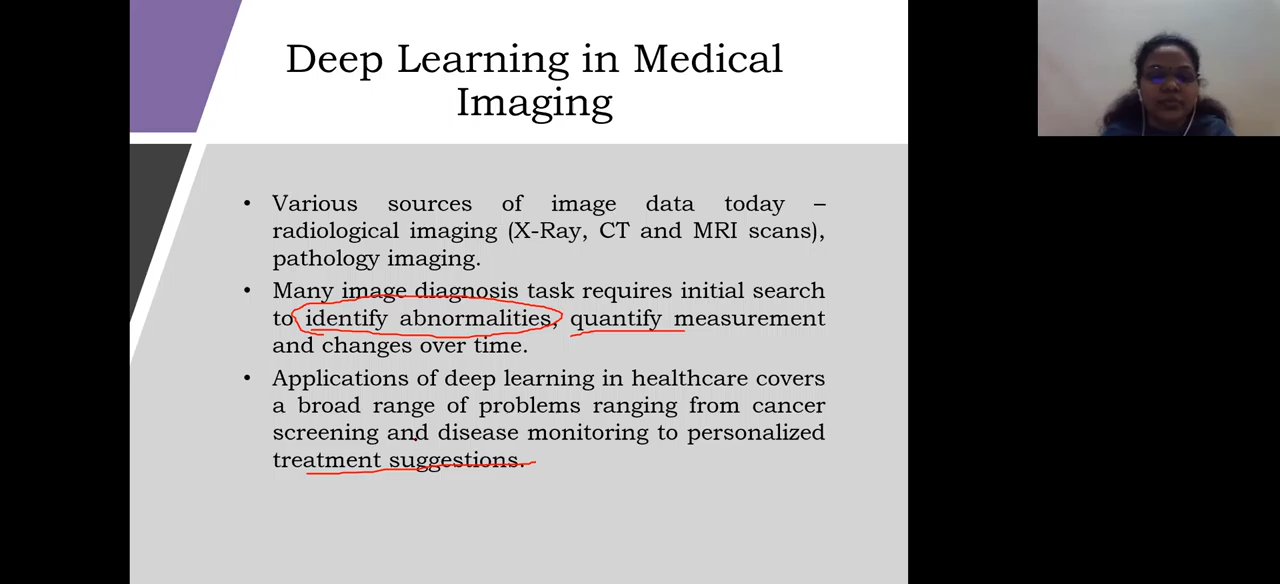 Deep Learning in Medical
Imaging
• Various sources of image data today –
radiological imaging (X-Ray, CT and MRI scans),
pathology imaging.
• Many image diagnosis task requires initial search
to identify abnormalities, quantify measurement
and changes over time.
• Applications of deep learning in healthcare covers
a broad range of problems ranging from cancer
screening and disease monitoring to personalized
treatment suggestions.